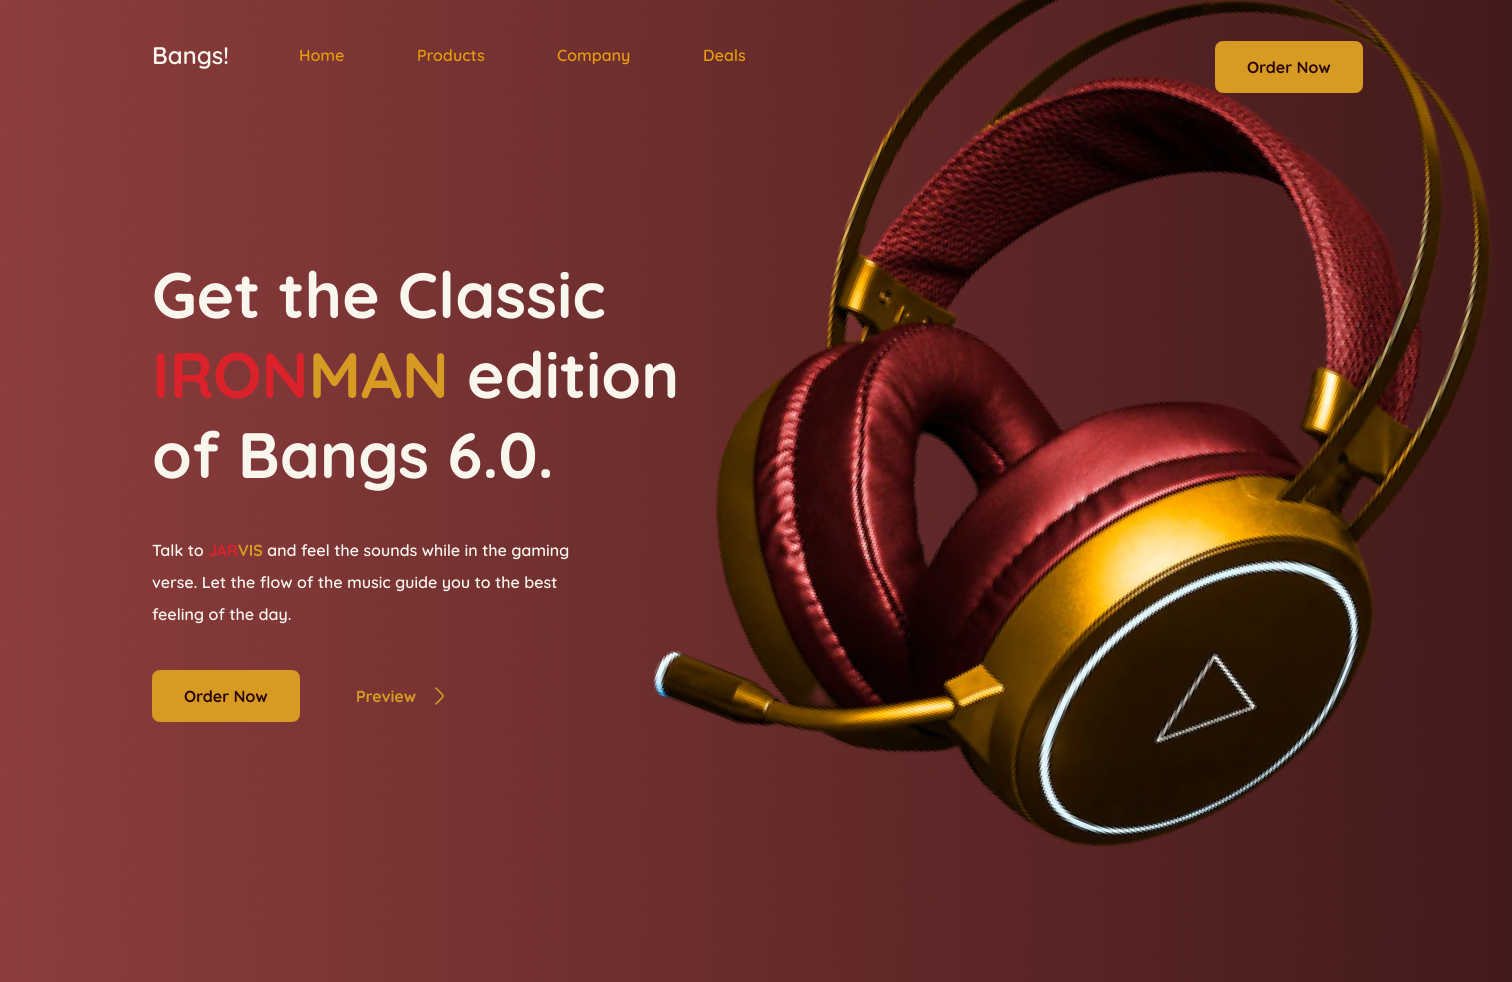 Bangs!
Home
Products
Company
Deals
Order Now
Get the Classic
IRONMAN edition
of Bangs 6.0.
Talk to JARVIS and feel the sounds while in the gaming
verse. Let the flow of the music guide you to the best
feeling of the day.
Order Now
Preview